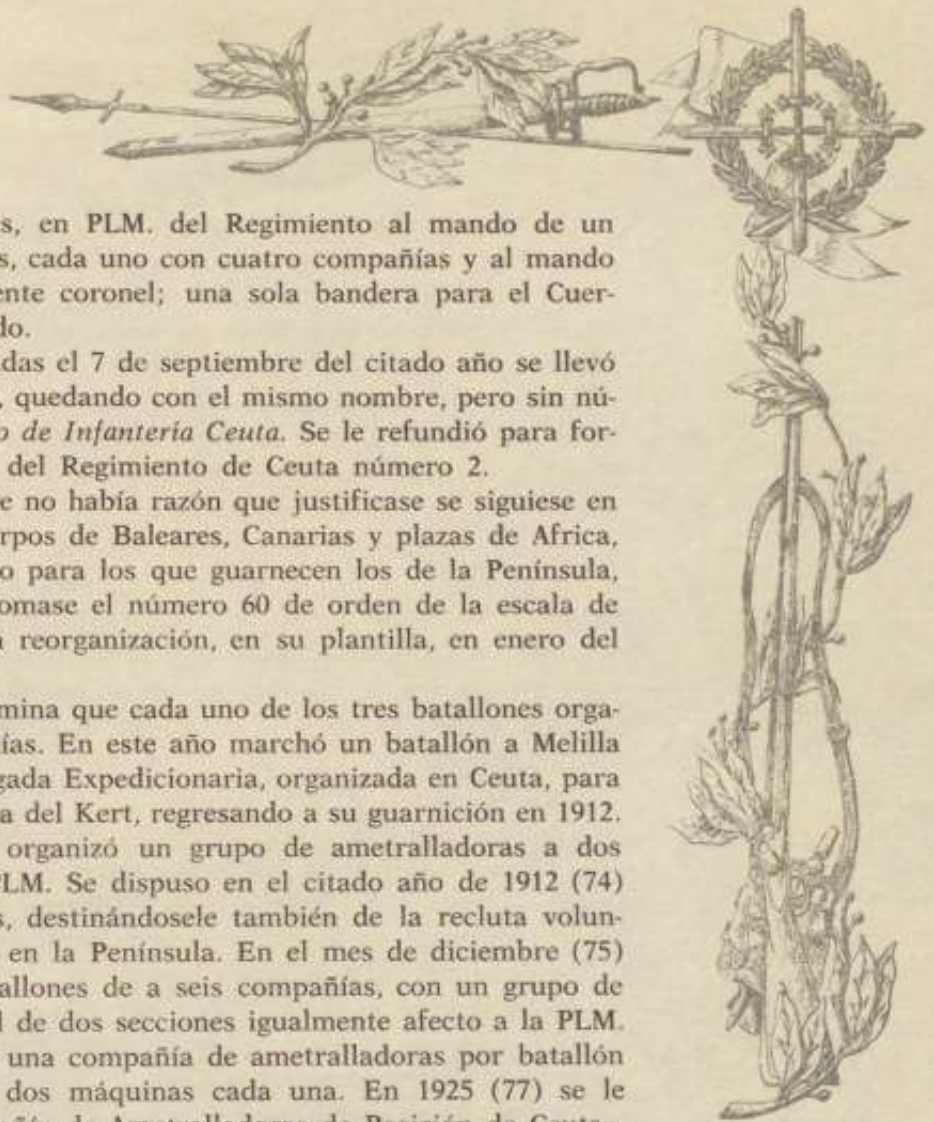 s, en PLM. del Regimiento al mando de un
s, cada uno con cuatro compañías y al mando
ente coronel; una sola bandera para el Cuer-
do.
das el 7 de septiembre del citado año se llevó
, quedando con el mismo nombre, pero sin nú-
o de Infantería Ceuta. Se le refundió para for-
del Regimiento de Ceuta número 2.
e no había razón que justificase se siguiese en
rpos de Baleares, Canarias y plazas de Africa,
o para los que guarnecen los de la Península,
omase el número 60 de orden de la escala de
a reorganización, en su plantilla, en enero del
mina que cada uno de los tres batallones orga-
ías. En este año marchó un batallón a Melilla
gada Expedicionaria, organizada en Ceuta, para
a del Kert, regresando a su guarnición en 1912.
organizó un grupo de ametralladoras a dos
PLM. Se dispuso en el citado año de 1912 (74)
s, destinándosele también de la recluta volun-
en la Península. En el mes de diciembre (75)
allones de a seis compañías, con un grupo de
l de dos secciones igualmente afecto a la PLM.
una compañía de ametralladoras por batallón
dos máquinas cada una. En 1925 (77) se le
añía de Ametralladoras de Posición de Ceuta